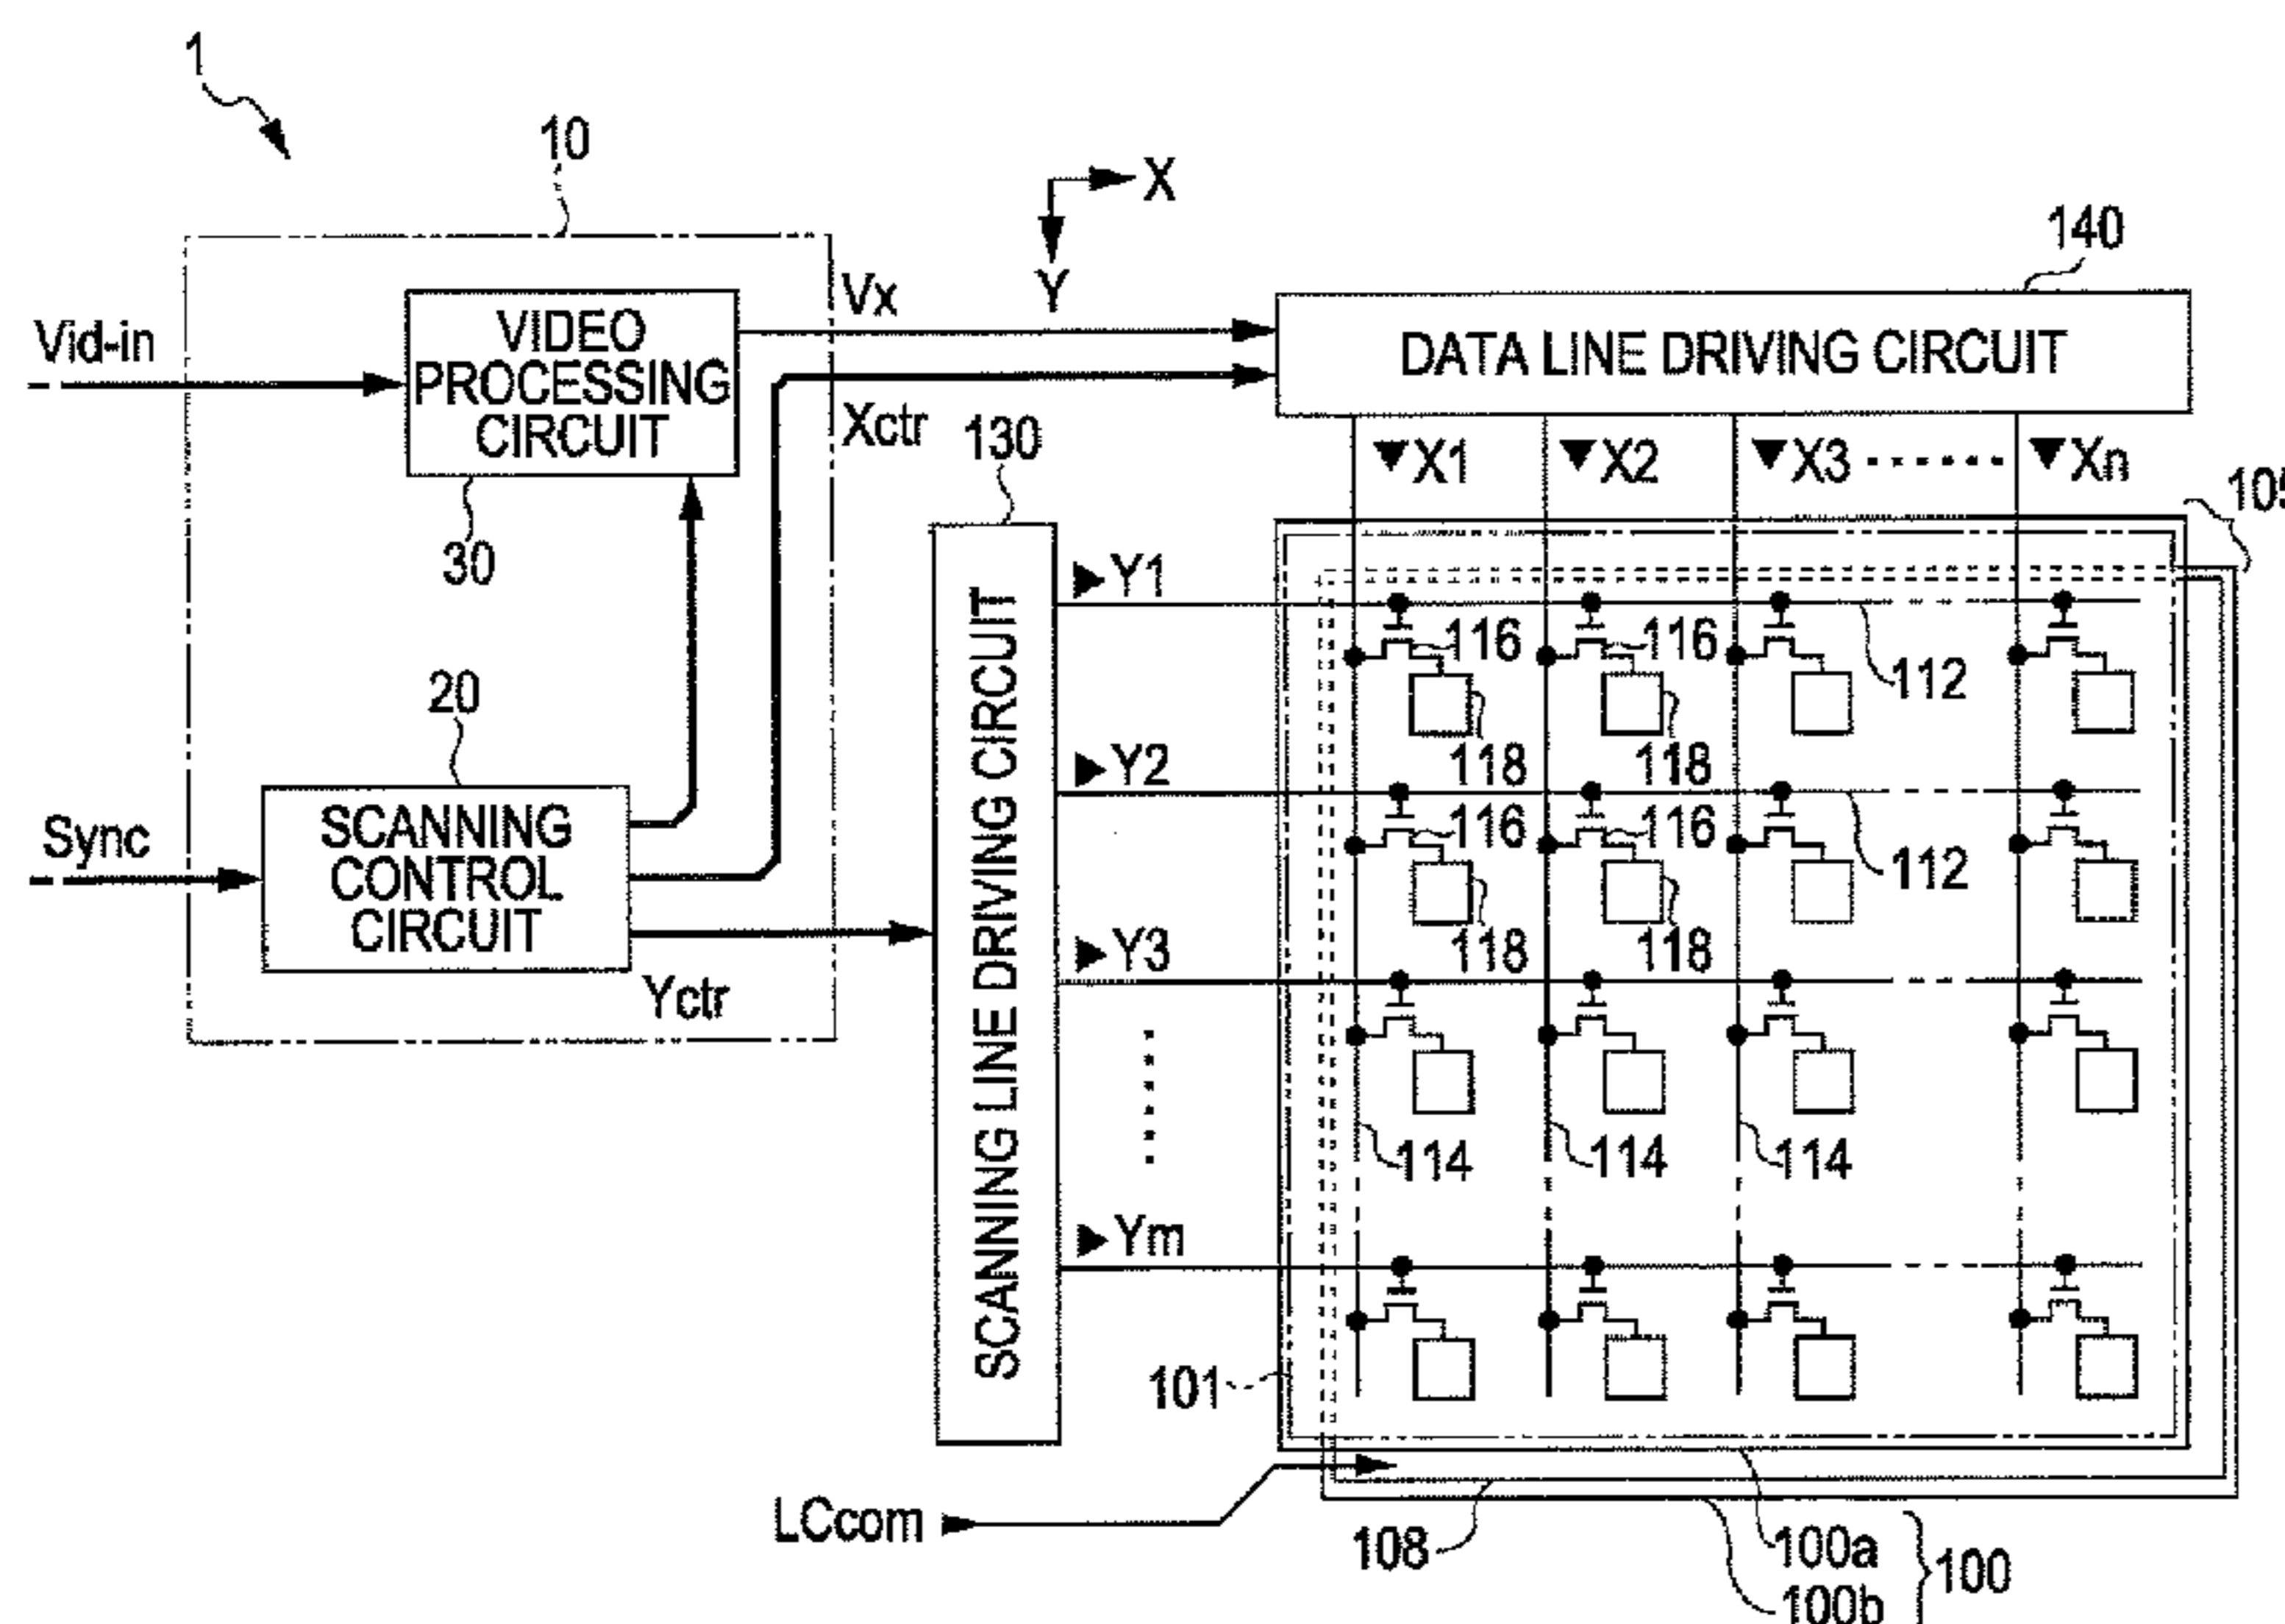 1
10
X
Y
140
Vid-in
VIDEO
PROCESSING
CIRCUIT
Vx
DATA LINE DRIVING CIRCUIT
Xctr
130
X1
X2
X3
Xn
30
Y1
116
116
112
20
118
118
Y2
Sync
SCANNING
CONTROL
CIRCUIT
SCANNING LINE DRIVING CIRCUIT
116
116
112
118
118
Y3
Yctr
114
114
114
Ym
101
LCcom
108
100a
100b
100